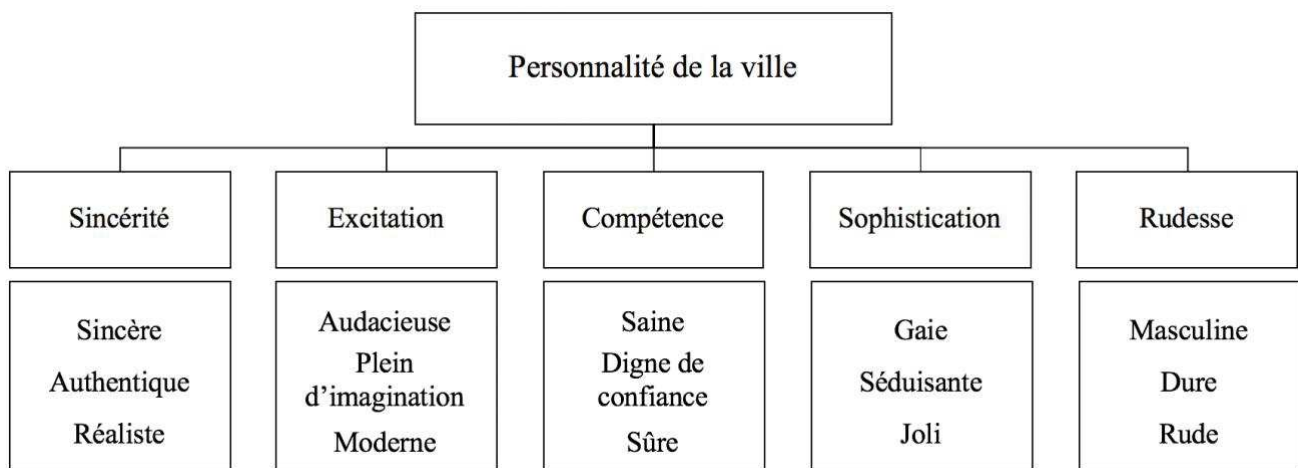 Personnalité de la ville
Sincérité
Excitation
Compétence
Sophistication
Rudesse
Sincère
Authentique
Réaliste
Audacieuse
Plein
d’imagination
Moderne
Saine
Digne de
confiance
Sûre
Gaie
Séduisante
Joli
Masculine
Dure
Rude